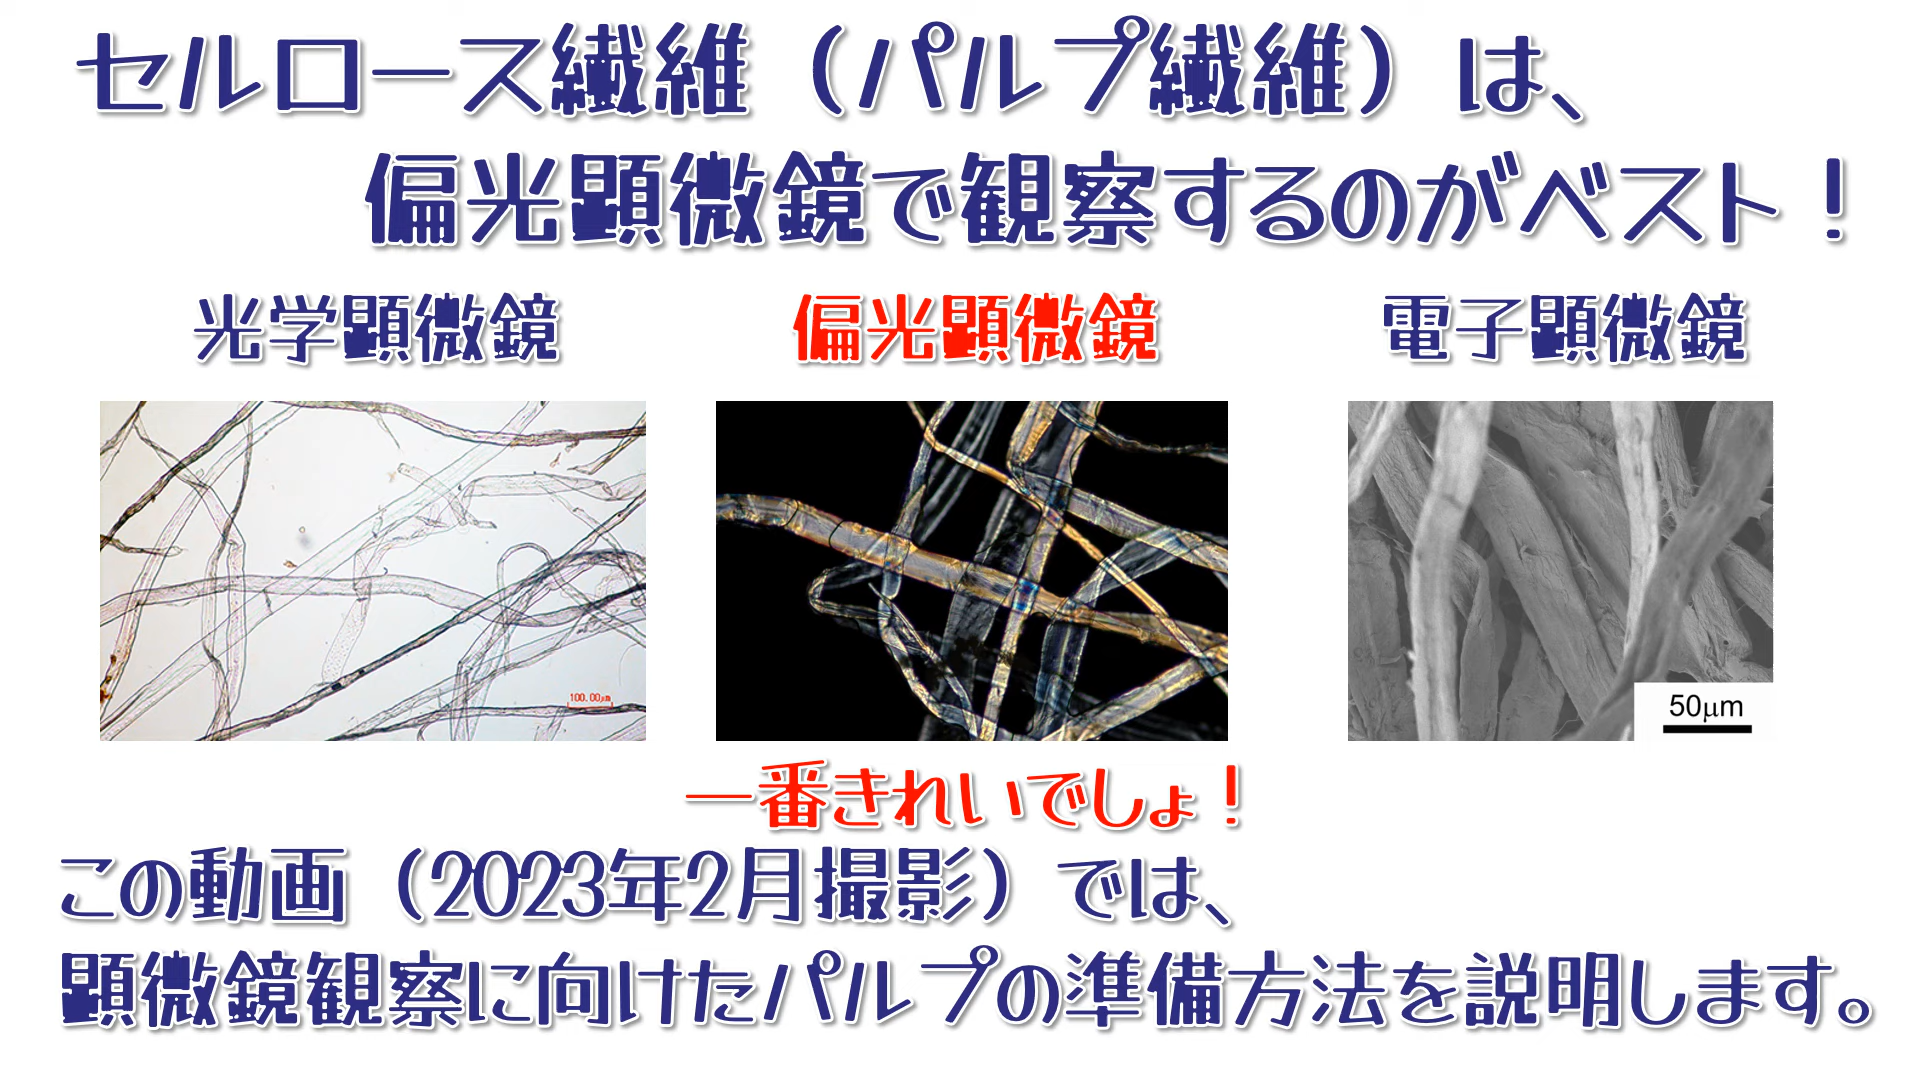 セルロース繊維（パルプ繊維）は、
偏光顕微鏡で観察するのがベスト！
光学顕微鏡
偏光顕微鏡
電子顕微鏡
100.00μm
50μm
一番きれいでしょ！
この動画（2023年2月撮影）では、
顕微鏡観察に向けたパルプの準備方法を説明します。